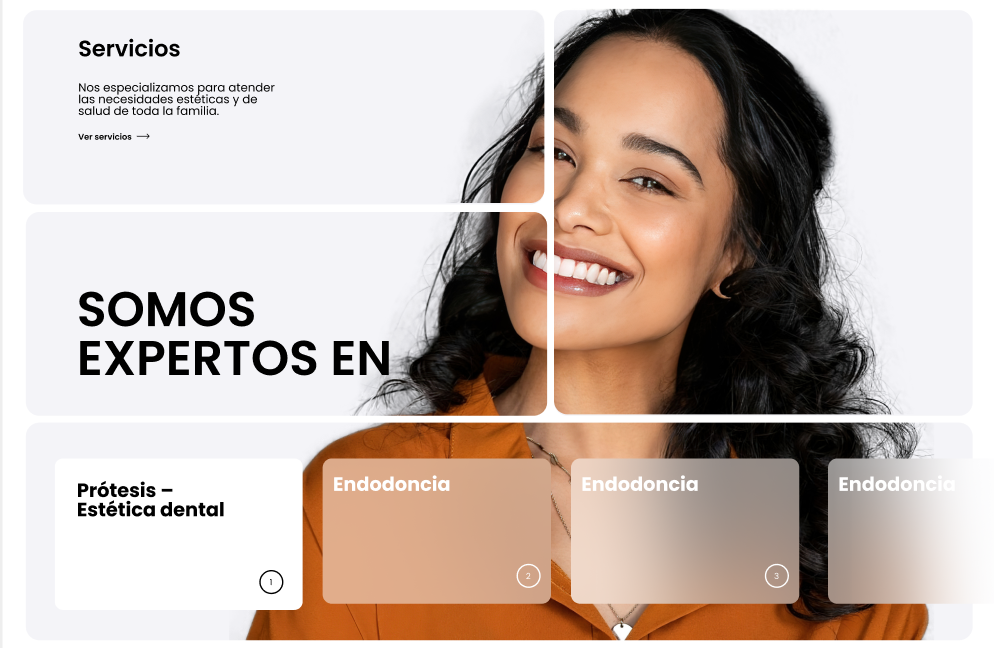 Servicios
Nos especializamos para atender
las necesidades estéticas y de
salud de toda la familia.
Ver servicios
SOMOS
EXPERTOS EN
Prótesis –
Estética dental
1
Endodoncia
2
Endodoncia
3
Endodoncia